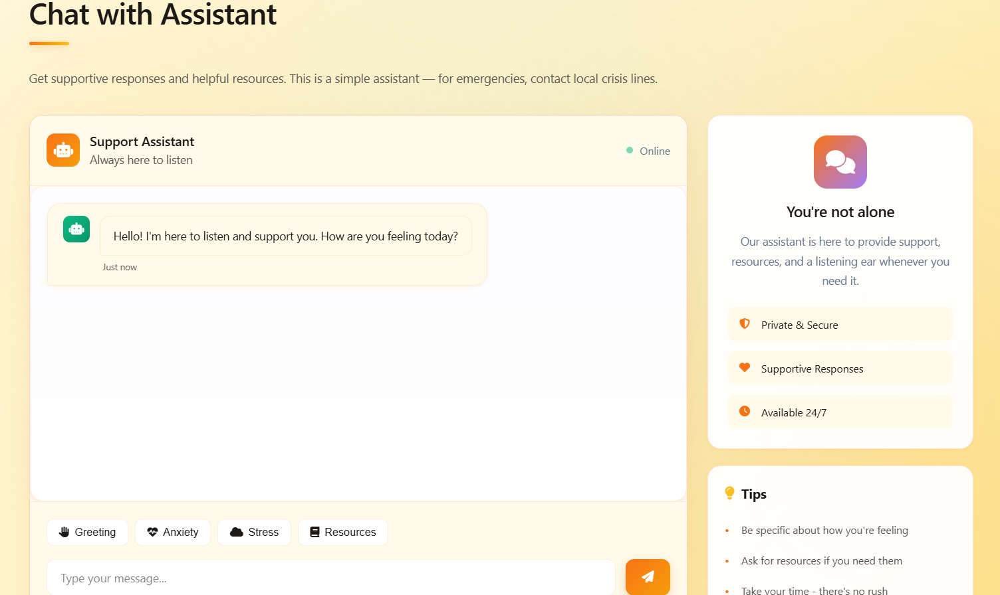 Chat with Assistant
Get supportive responses and helpful resources. This is a simple assistant — for emergencies, contact local crisis lines.
Support Assistant
Always here to listen
Online
Hello! I'm here to listen and support you. How are you feeling today?
Just now
Greeting
Anxiety
Stress
Resources
Type your message...
You're not alone
Our assistant is here to provide support,
resources, and a listening ear whenever you
need it.
Private & Secure
Supportive Responses
Available 24/7
Tips
• Be specific about how you're feeling
• Ask for resources if you need them
• Take your time - there's no rush